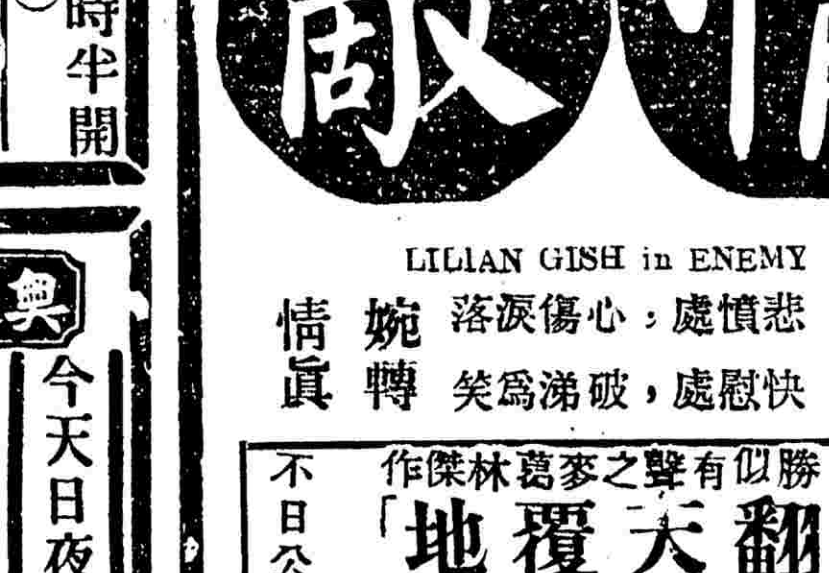 敵
LILIAN GISH in ENEMY
悲憤處;心傷淚落
快慰處,破涕爲笑
婉轉
情眞
勝似有聲之麥葛林傑作
翻天覆地」
不日公
時半開
奧
今天日夜